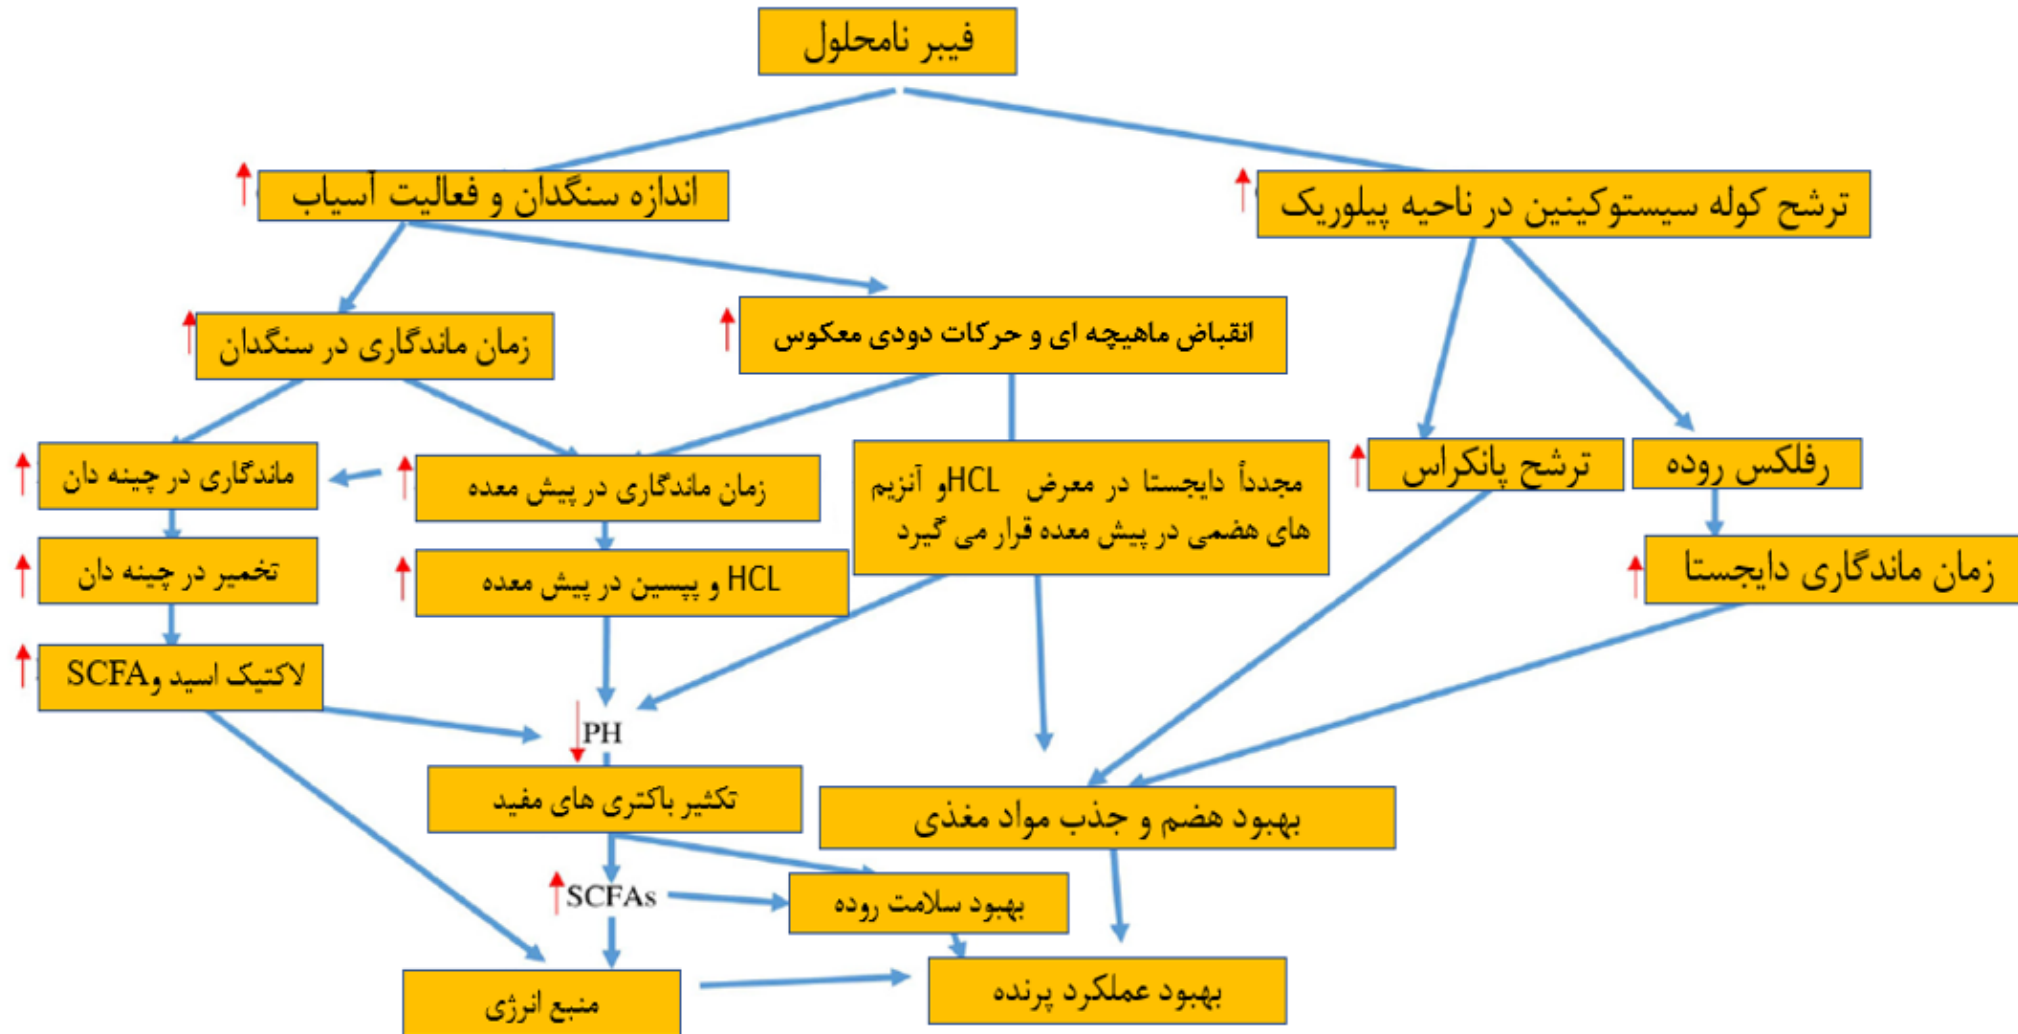 فیبر نامحلول
ترشح کوله سیستوکینین در ناحیه پیلوریک
اندازه سنگدان و فعالیت آسیاب
انقباض ماهیچه ای و حرکات دودی معکوس
زمان ماندگاری در سنگدان
رفلکس روده
ترشح پانکراس
مجدداً دایجستا در معرض HCLو آنزیم
های هضمی در پیش معده قرار می گیرد
زمان ماندگاری در پیش معده
ماندگاری در چینه دان
زمان ماندگاری دایجستا
HCL و پپسین در پیش معده
تخمیر در چینه دان
لاکتیک اسید وSCFA
PH
تکثیر باکتری های مفید
بهبود هضم و جذب مواد مغذی
SCFAs
بهبود سلامت روده
بهبود عملکرد پرنده
منبع انرژی